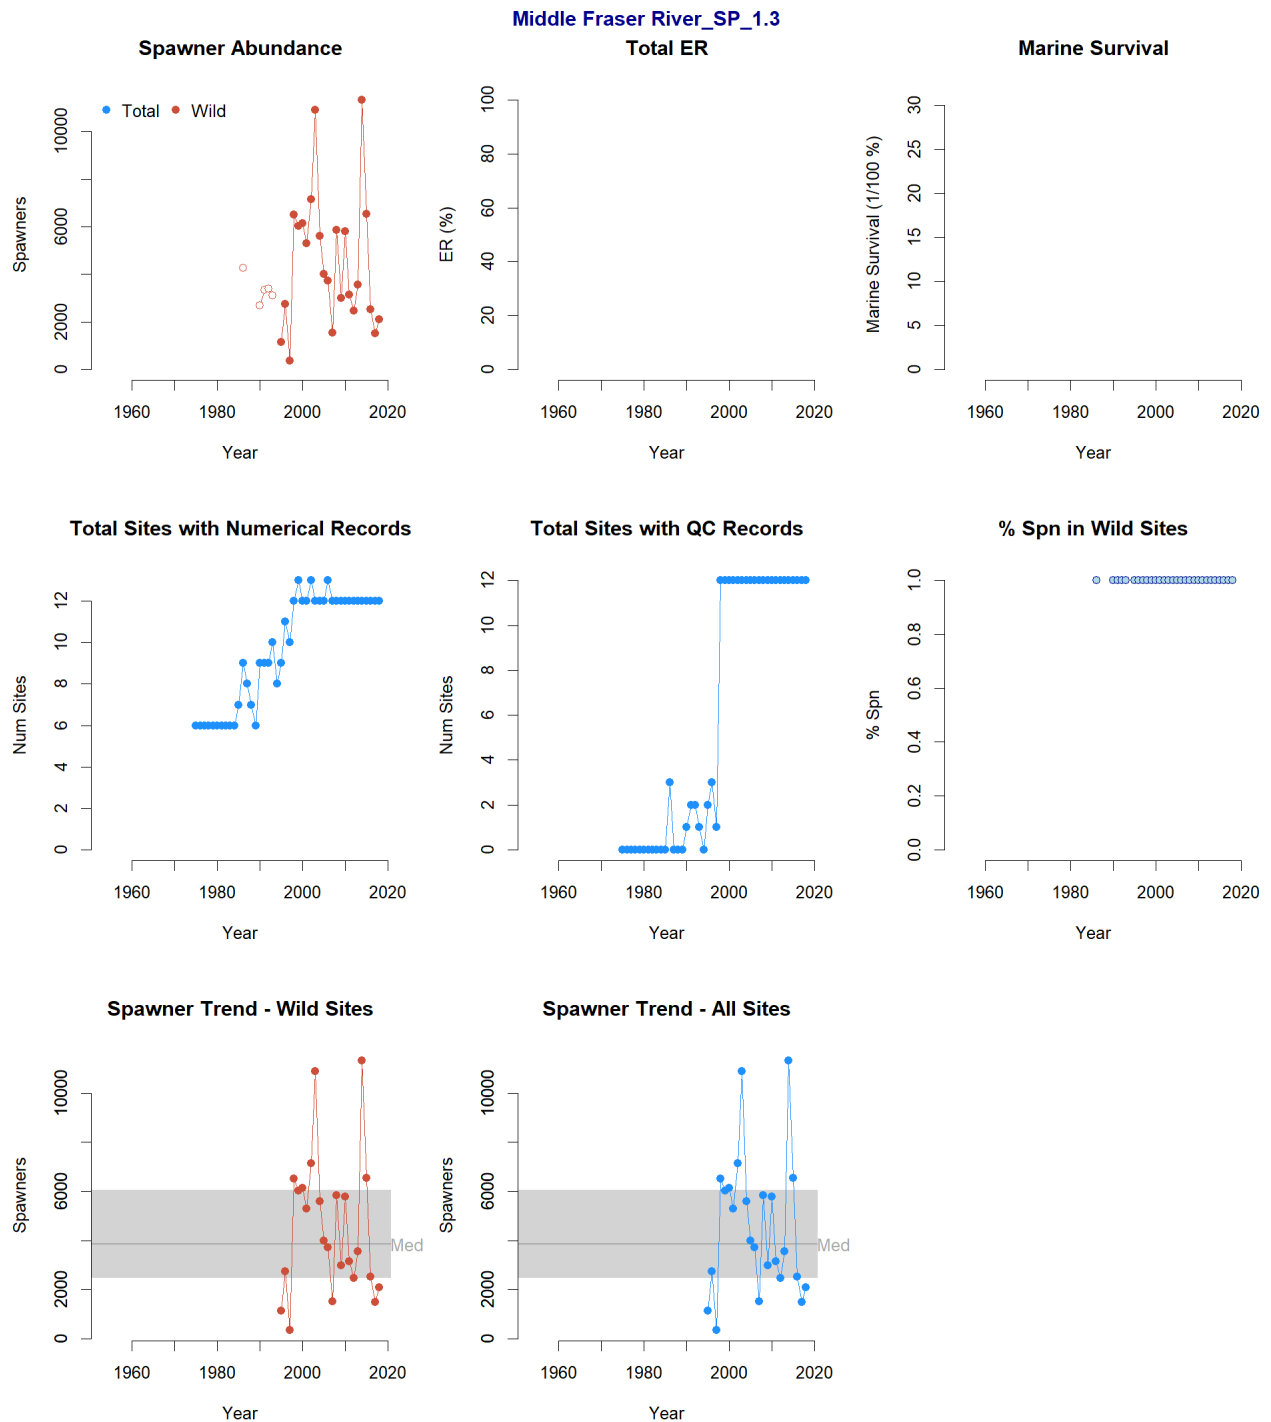 Middle Fraser River_SP_1.3
Spawner Abundance
Total
Wild
Spawners
0
2000
6000
10000
1960
1980
2000
2020
Year
Total ER
ER (%)
0
20
40
60
80
100
1960
1980
2000
2020
Year
Marine Survival
Marine Survival (1/100 %)
0
5
10
15
20
25
30
1960
1980
2000
2020
Year
Total Sites with Numerical Records
Num Sites
0
2
4
6
8
10
12
1960
1980
2000
2020
Year
Total Sites with QC Records
Num Sites
0
2
4
6
8
10
12
1960
1980
2000
2020
Year
% Spn in Wild Sites
% Spn
0.0
0.2
0.4
0.6
0.8
1.0
1960
1980
2000
2020
Year
Spawner Trend - Wild Sites
Spawners
0
2000
6000
10000
Med
1960
1980
2000
2020
Year
Spawner Trend - All Sites
Spawners
0
2000
6000
10000
Med
1960
1980
2000
2020
Year